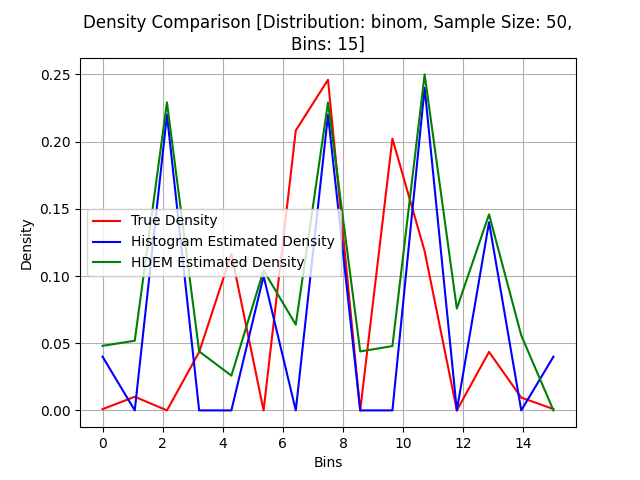 Density Comparison [Distribution: binom, Sample Size: 50,
Bins: 15]
0.25
0.20
0.15
0.10
0.05
0.00
Density
True Density
Histogram Estimated Density
HDEM Estimated Density
0 2 4 6 8 10 12 14
Bins